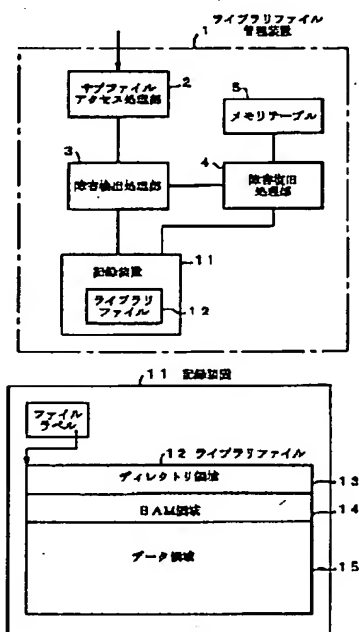 1 ライブラリファイル
管理装置
サブファイル
アクセス処理部
2
5
メモリテーブル
3
障害検出処理部
4
障害復旧
処理部
11
記録装置
ライブラリ
ファイル
12
11 記録装置
ファイル
ラベル
12 ライブラリファイル
ディレクトリ領域
13
BAM領域
14
データ領域
15